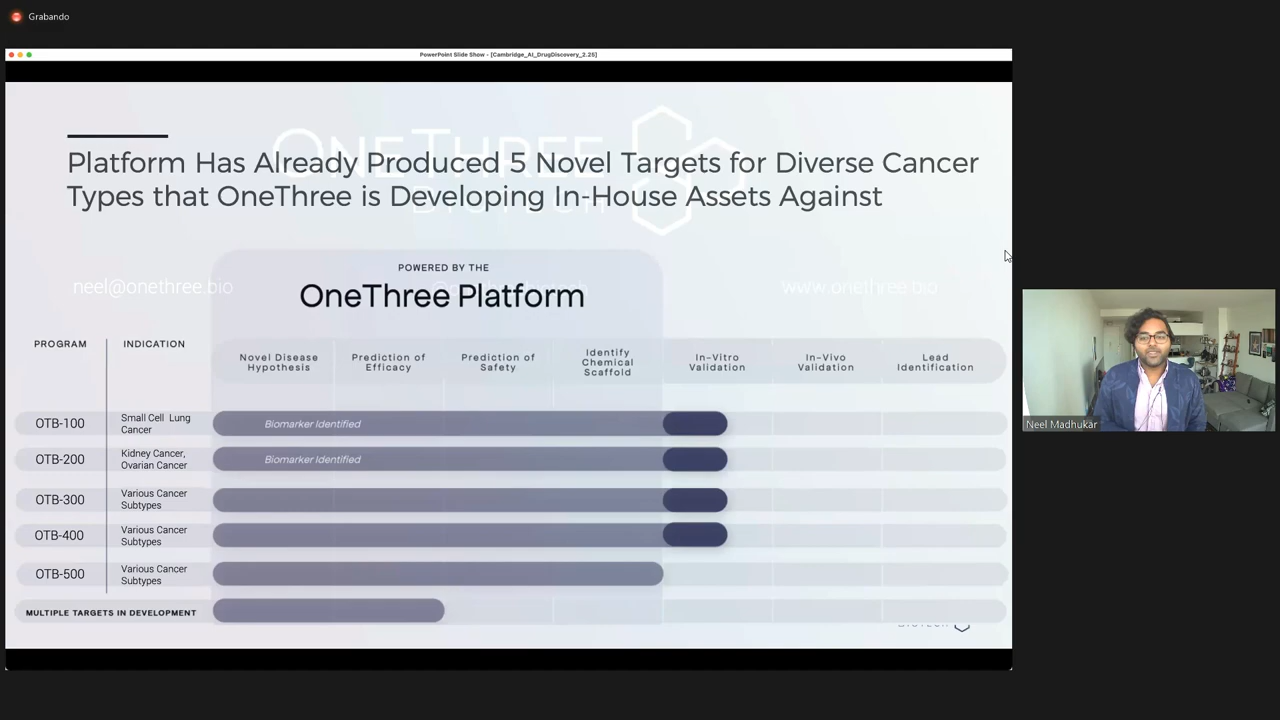 Grabando
PowerPoint Slide Show - [Cambridge_AI_DrugDiscovery_2.25]
ONETHREE
BIOTECH
Platform Has Already Produced 5 Novel Targets for Diverse Cancer
Types that OneThree is Developing In-House Assets Against
neel@onethree.bio
www.onethree.bio
POWERED BY THE
OneThree Platform
PROGRAM
INDICATION
Novel Disease
Hypothesis
Prediction of
Efficacy
Prediction of
Safety
Identify
Chemical
Scaffold
In-Vitro
Validation
In-Vivo
Validation
Lead
Identification
OTB-100
Small Cell Lung
Cancer
Biomarker Identified
OTB-200
Kidney Cancer,
Ovarian Cancer
Biomarker Identified
OTB-300
Various Cancer
Subtypes
OTB-400
Various Cancer
Subtypes
OTB-500
Various Cancer
Subtypes
MULTIPLE TARGETS IN DEVELOPMENT
Neel Madhukar